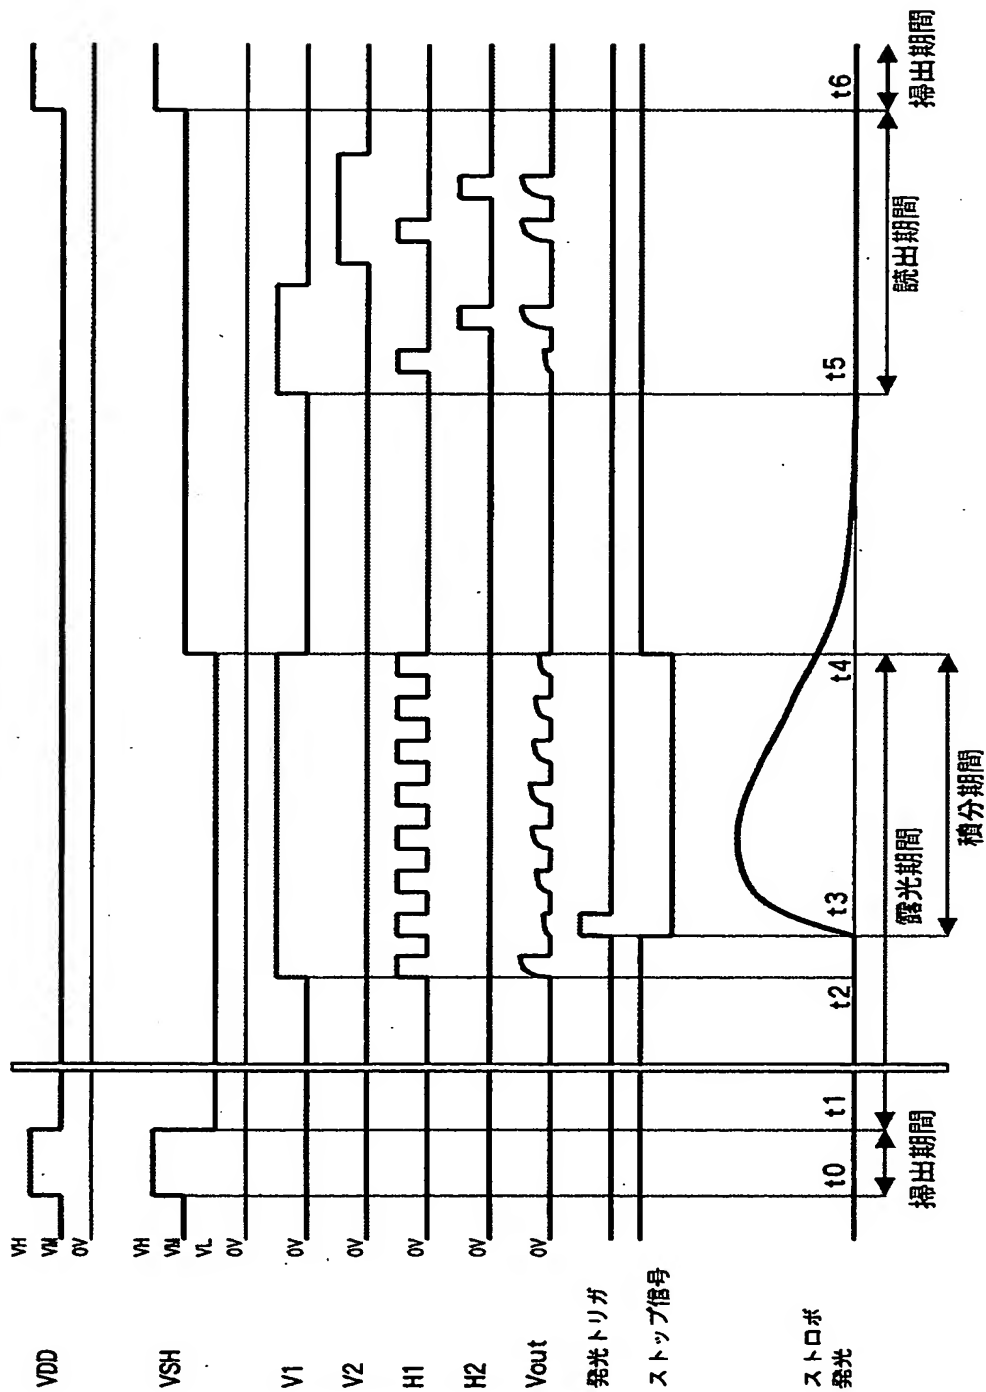 VDD
VH
VM
0V
VSH
VH
VM
VL
0V
V1
0V
V2
0V
H1
0V
H2
0V
Vout
0V
発光トリガ
ストップ信号
ストロボ
発光
t0
t1
t2
t3
t4
t5
t6
掃出期間
露光期間
積分期間
読出期間
掃出期間